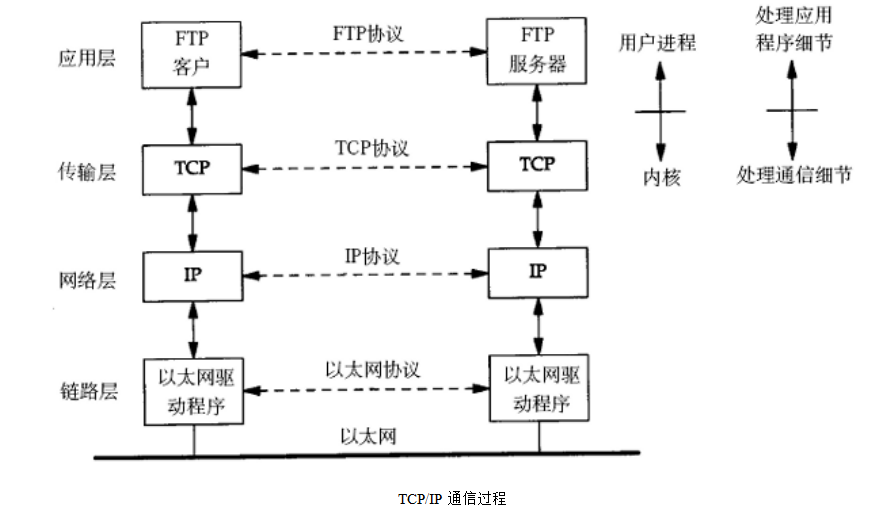 应用层
FTP
客户
FTP协议
FTP
服务器
用户进程
处理应用
程序细节
传输层
TCP
TCP协议
TCP
内核
处理通信细节
网络层
IP
IP协议
IP
链路层
以太网驱
动程序
以太网协议
以太网驱
动程序
以太网
TCP/IP 通信过程